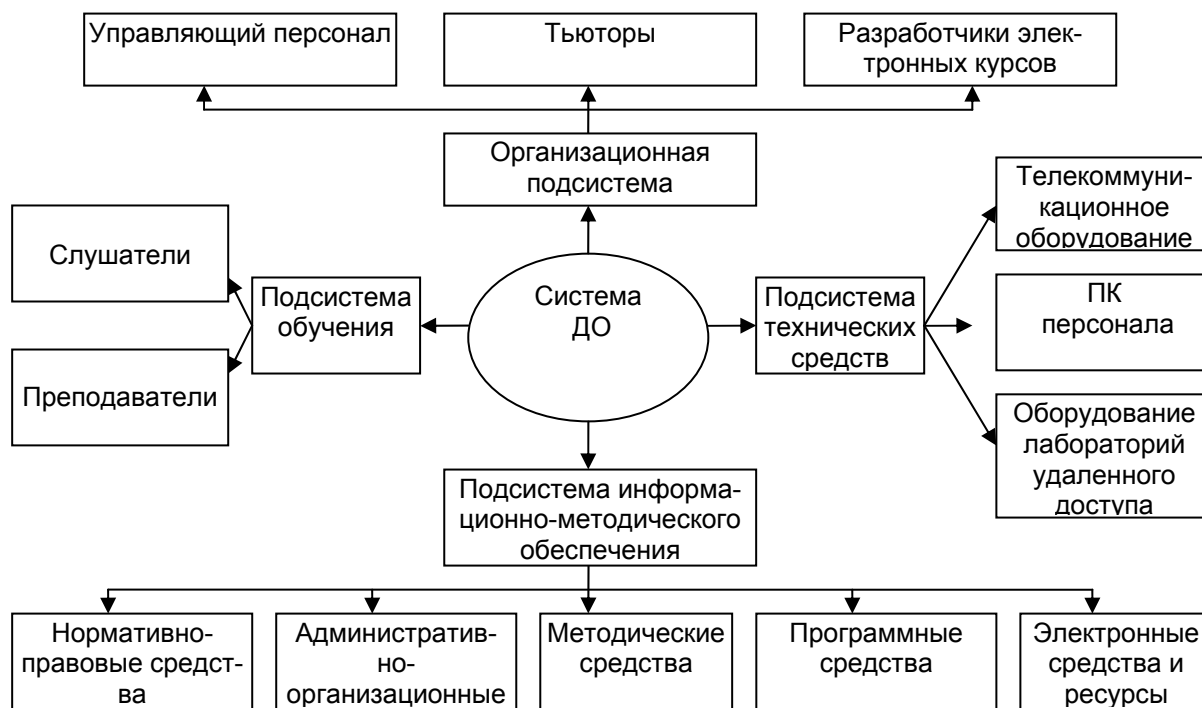 Управляющий персонал
Тьюторы
Разработчики элек-
тронных курсов
Организационная
подсистема
Телекоммуни-
кационное
оборудование
Слушатели
Подсистема
обучения
Система
ДО
Подсистема
технических
средств
ПК
персонала
Преподаватели
Оборудование
лабораторий
удаленного
доступа
Подсистема информа-
ционно-методического
обеспечения
Нормативно-
правовые средст-
ва
Административ-
но-
организационные
Методические
средства
Программные
средства
Электронные
средства и
ресурсы